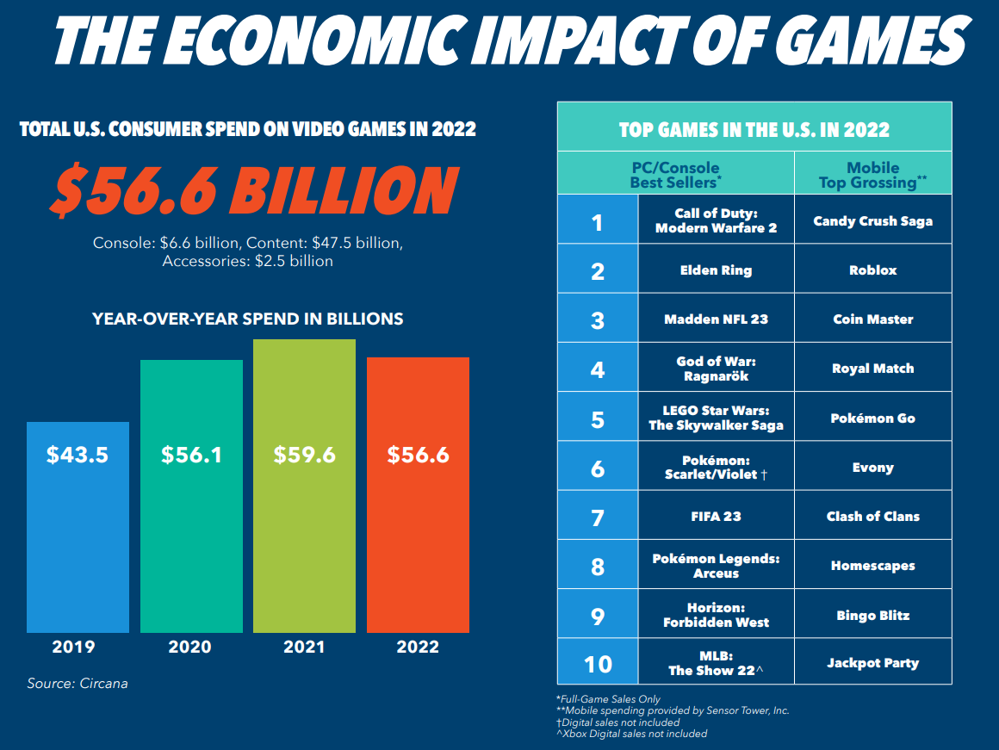 THE ECONOMIC IMPACT OF GAMES
TOTAL U.S. CONSUMER SPEND ON VIDEO GAMES IN 2022
$56.6 BILLION
Console: $6.6 billion, Content: $47.5 billion,
Accessories: $2.5 billion
YEAR-OVER-YEAR SPEND IN BILLIONS
$43.5 $56.1 $59.6 $56.6
2019 2020 2021 2022
Source: Circana
TOP GAMES IN THE U.S. IN 2022
PC/Console
Best Sellers*
Mobile
Top Grossing**
1
Call of Duty:
Modern Warfare 2
Candy Crush Saga
2
Elden Ring
Roblox
3
Madden NFL 23
Coin Master
4
God of War:
Ragnarök
Royal Match
5
LEGO Star Wars:
The Skywalker Saga
Pokémon Go
6
Pokémon:
Scarlet/Violet †
Evony
7
FIFA 23
Clash of Clans
8
Pokémon Legends:
Arceus
Homescapes
9
Horizon:
Forbidden West
Bingo Blitz
10
MLB:
The Show 22^
Jackpot Party
*Full-Game Sales Only
**Mobile spending provided by Sensor Tower, Inc.
†Digital sales not included
^Xbox Digital sales not included